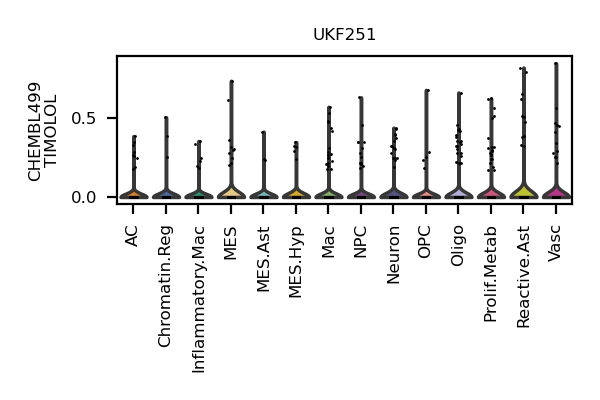 UKF251
CHEMBL499
TIMOLOL
0.5
0.0
AC
Chromatin.Reg
Inflammatory.Mac
MES
MES.Ast
MES.Hyp
Mac
NPC
Neuron
OPC
Oligo
Prolif.Metab
Reactive.Ast
Vasc